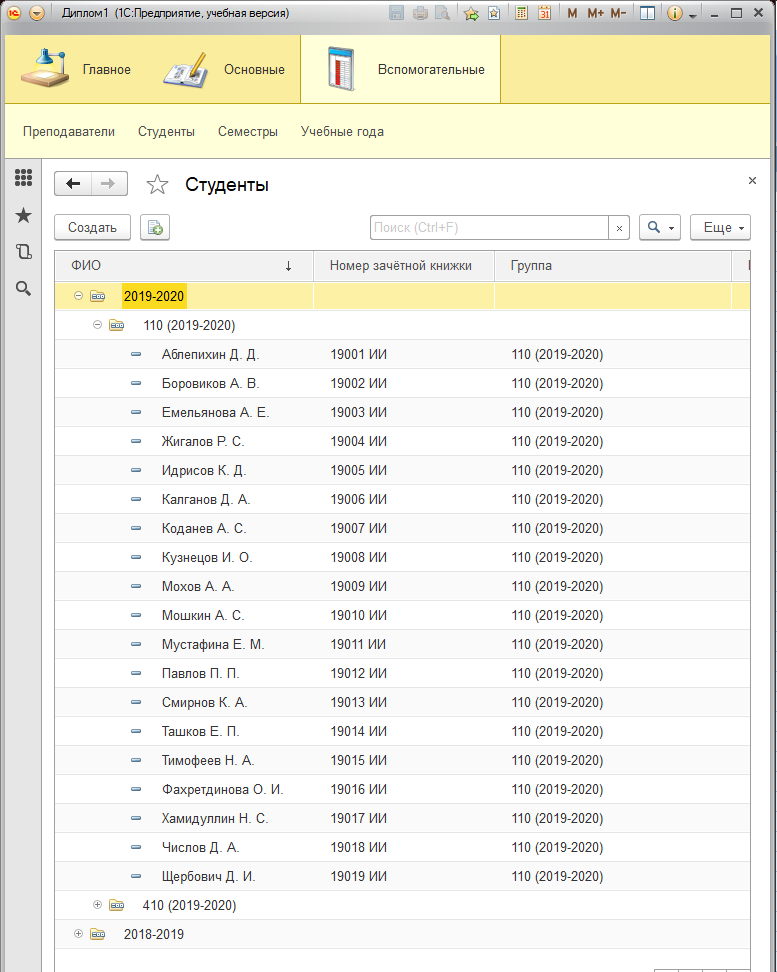 Диплом1 (1С:Предприятие, учебная версия)
M M+ M-
Главное Основные Вспомогательные
Преподаватели Студенты Семестры Учебные года
Студенты
Создать Поиск (Ctrl+F) Еще
ФИО Номер зачётной книжки Группа
2019-2020
110 (2019-2020)
Аблепихин Д. Д. 19001 ИИ 110 (2019-2020)
Боровиков А. В. 19002 ИИ 110 (2019-2020)
Емельянова А. Е. 19003 ИИ 110 (2019-2020)
Жигалов Р. С. 19004 ИИ 110 (2019-2020)
Идрисов К. Д. 19005 ИИ 110 (2019-2020)
Калганов Д. А. 19006 ИИ 110 (2019-2020)
Коданев А. С. 19007 ИИ 110 (2019-2020)
Кузнецов И. О. 19008 ИИ 110 (2019-2020)
Мохов А. А. 19009 ИИ 110 (2019-2020)
Мошкин А. С. 19010 ИИ 110 (2019-2020)
Мустафина Е. М. 19011 ИИ 110 (2019-2020)
Павлов П. П. 19012 ИИ 110 (2019-2020)
Смирнов К. А. 19013 ИИ 110 (2019-2020)
Ташков Е. П. 19014 ИИ 110 (2019-2020)
Тимофеев Н. А. 19015 ИИ 110 (2019-2020)
Фахретдинова О. И. 19016 ИИ 110 (2019-2020)
Хамидуллин Н. С. 19017 ИИ 110 (2019-2020)
Числов Д. А. 19018 ИИ 110 (2019-2020)
Щербович Д. И. 19019 ИИ 110 (2019-2020)
410 (2019-2020)
2018-2019